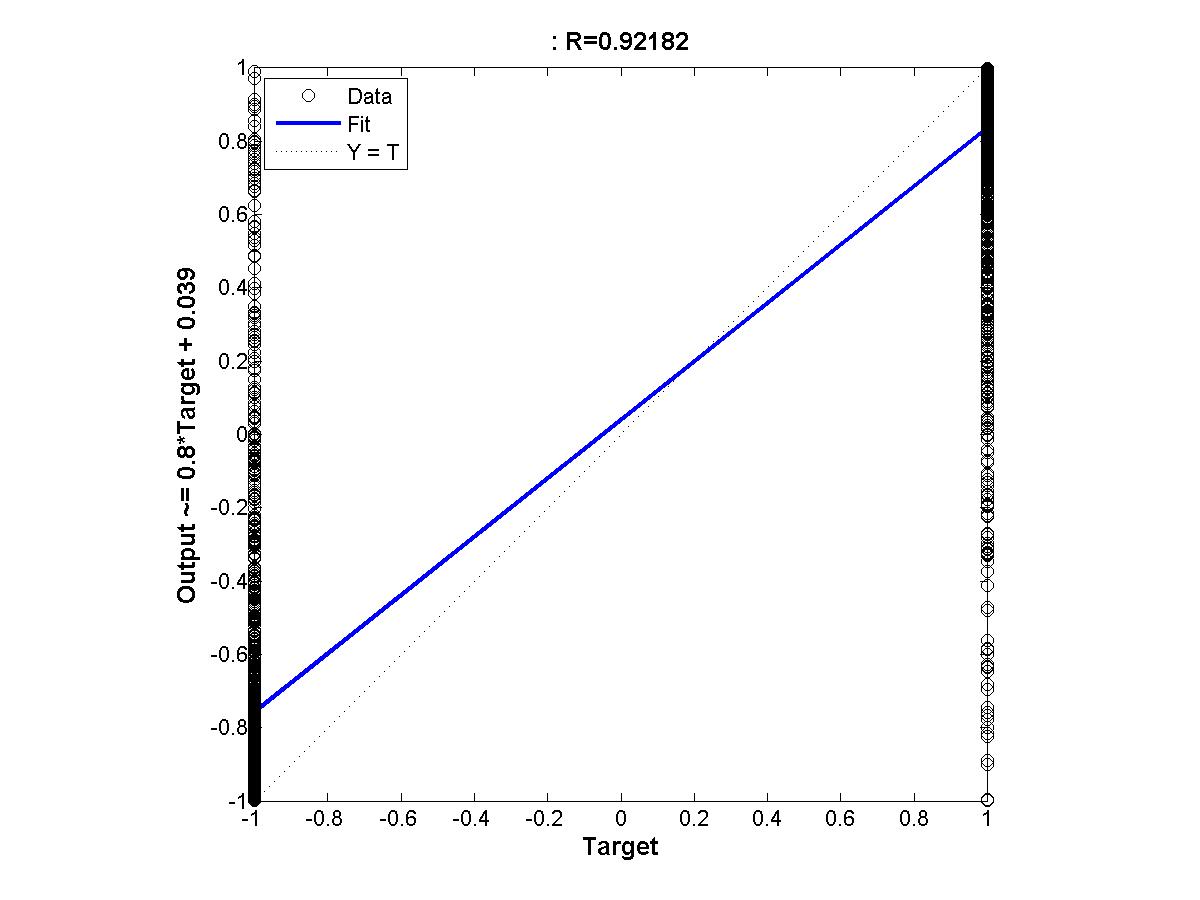 : R=0.92182
Data
Fit
Y = T
1
0.8
0.6
0.4
0.2
0
-0.2
-0.4
-0.6
-0.8
-1
Output ~= 0.8*Target + 0.039
-1 -0.8 -0.6 -0.4 -0.2 0 0.2 0.4 0.6 0.8 1
Target